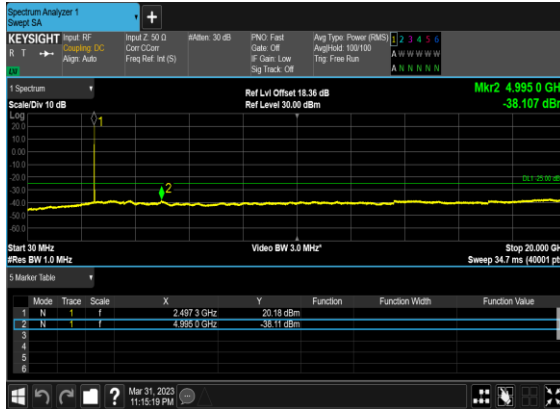 Spectrum Analyzer 1
Swept SA
+
KEYSIGHT Input: RF Input Z: 50 Ω #Atten: 30 dB PNO: Fast Avg Type: Power (RMS) 1 2 3 4 5 6
R T Coupling: DC Corr CCorr Gate: Off Avg|Hold: 100/100 A W W W W W
Align: Auto Freq Ref: Int (S) IF Gain: Low Trig: Free Run
Sig Track: Off A N N N N N
LU
1 Spectrum Ref Lvl Offset 18.36 dB Mkr2 4.995 0 GH
Scale/Div 10 dB Ref Level 30.00 dBm -38.107 dBr
Log
20.0
10.0
0.00
-10.0
-20.0
-30.0
-40.0
-50.0
-60.0
1
2
DL1 -25.00 dB
Start 30 MHz Video BW 3.0 MHz* Stop 20.000 GH
#Res BW 1.0 MHz Sweep 34.7 ms (40001 pt
5 Marker Table
Mode Trace Scale X Y Function Function Width Function Value
1 N 1 f 2.497 3 GHz 20.18 dBm
2 N 1 f 4.995 0 GHz -38.11 dBm
3
4
5
6
? Mar 31, 2023
11:15:19 PM